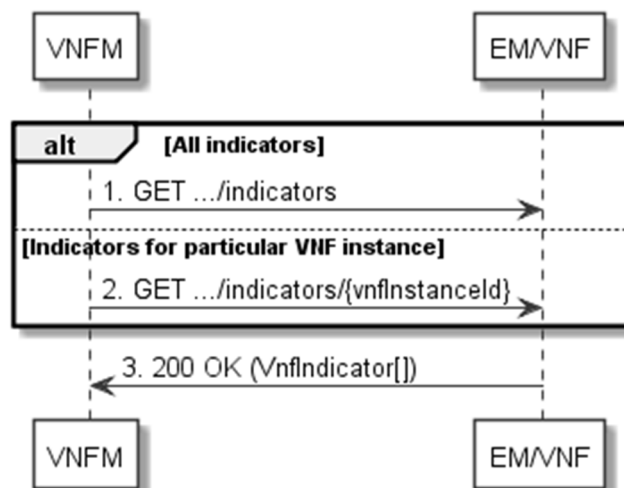 VNFM EM/VNF
alt [All indicators]
1. GET .../indicators
[Indicators for particular VNF instance]
2. GET .../indicators/{vnfInstanceId}
3. 200 OK (VnfIndicator[])
VNFM EM/VNF